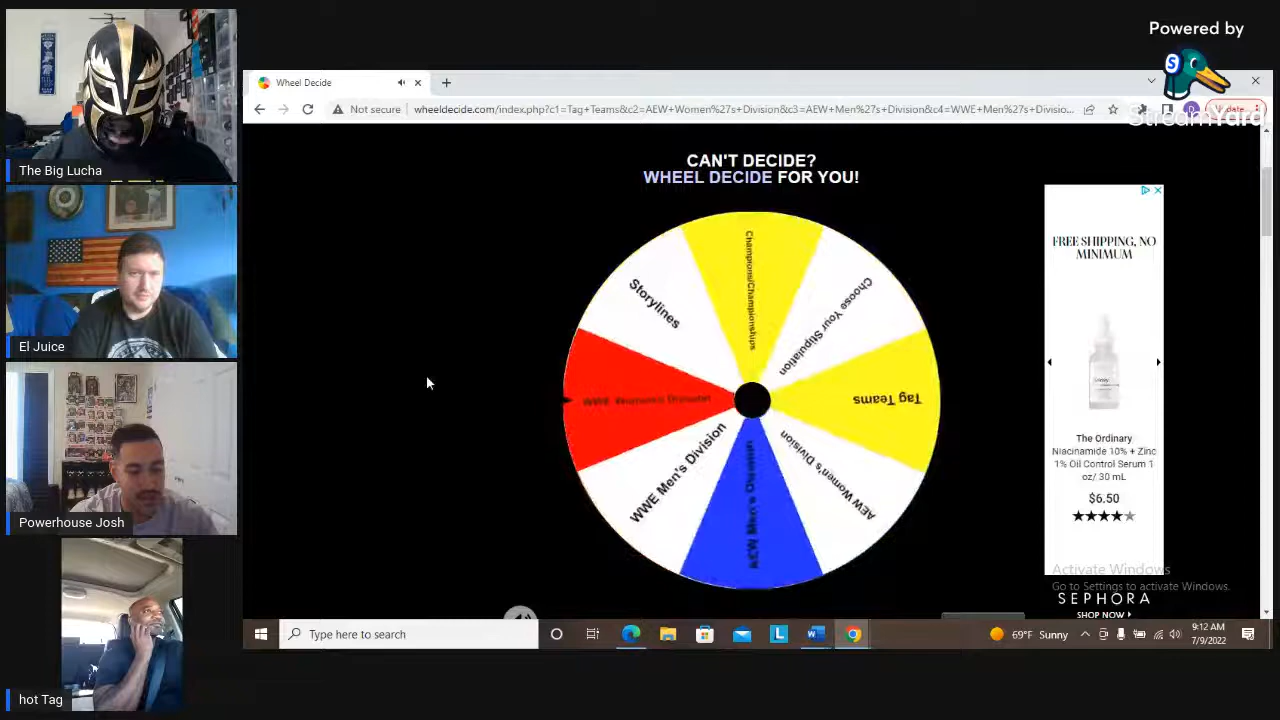 Powered by
StreamYard
The Big Lucha
El Juice
Powerhouse Josh
hot Tag
Wheel Decide
Not secure
wheeldecide.com/index.php?c1=Tag+Teams&c2=AEW+Women%27s+Division&c3=AEW+Men%27s+Division&c4=WWE+Men%27s+Divisio...
D
CAN'T DECIDE?
WHEEL DECIDE FOR YOU!
Championships/Championships
Choose Your Stipulation
Tag Teams
AEW Women's Division
AEW Men's Division
WWE Men's Division
WWE Women's Division
Storylines
FREE SHIPPING, NO
MINIMUM
The Ordinary
Niacinamide 10% + Zinc
1% Oil Control Serum 1
oz/ 30 mL
$6.50
SEPHORA
SHOP NOW
Activate Windows
Go to Settings to activate Windows.
Type here to search
L
69°F Sunny
9:12 AM
7/9/2022